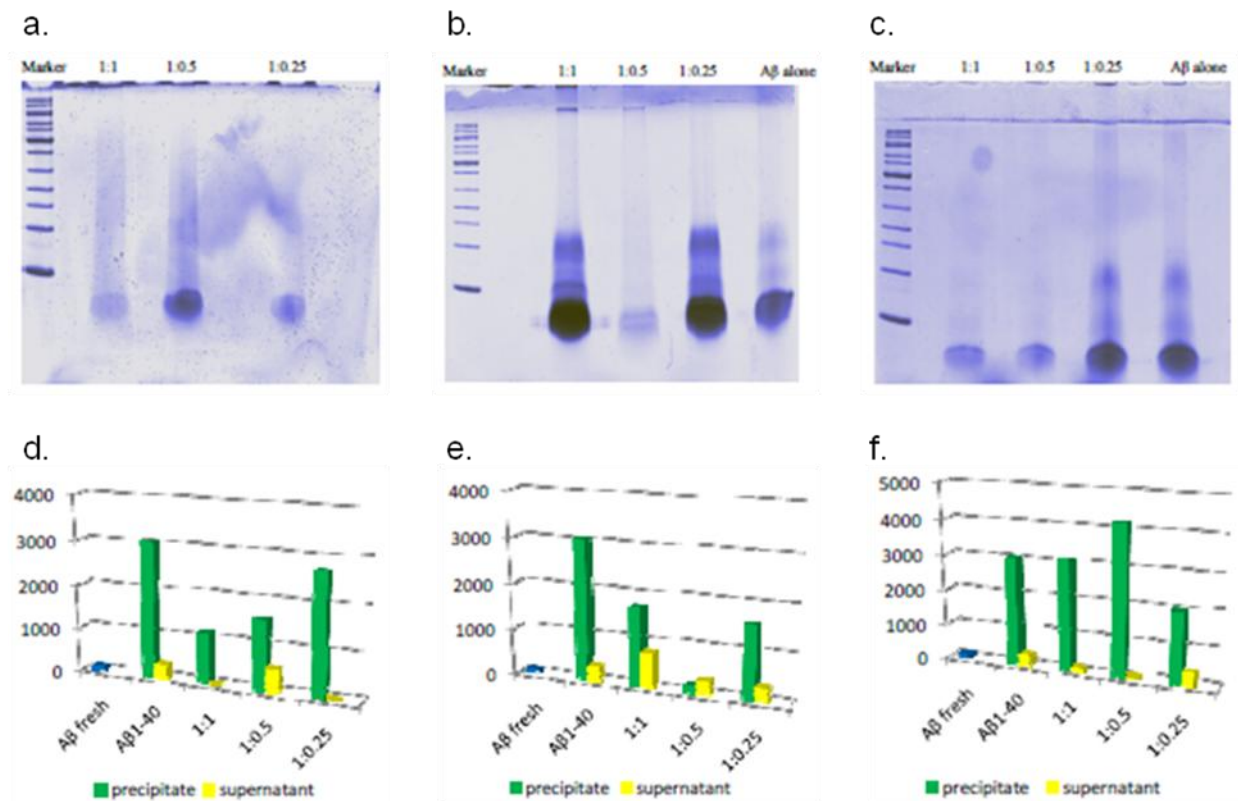 a.
b.
c.
Marker 1:1 1:0.5 1:0.25
Marker 1:1 1:0.5 1:0.25 Aβ alone
Marker 1:1 1:0.5 1:0.25 Aβ alone
d.
e.
f.
4000
3000
2000
1000
0
Aβ fresh
Aβ1-40
1:1
1:0.5
1:0.25
precipitate supernatant
4000
3000
2000
1000
0
Aβ fresh
Aβ1-40
1:1
1:0.5
1:0.25
precipitate supernatant
5000
4000
3000
2000
1000
0
Aβ fresh
Aβ1-40
1:1
1:0.5
1:0.25
precipitate supernatant